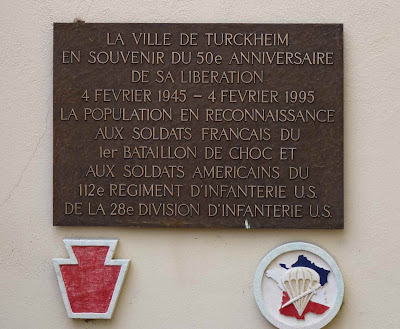 LA VILLE DE TURCKHEIM
EN SOUVENIR DU 50e ANNIVERSAIRE
DE SA LIBERATION
4 FEVRIER 1945 – 4 FEVRIER 1995
LA POPULATION EN RECONNAISSANCE
AUX SOLDATS FRANCAIS DU
1er BATAILLON DE CHOC ET
AUX SOLDATS AMERICAINS DU
112e REGIMENT D'INFANTERIE U.S.
DE LA 28e DIVISION D'INFANTERIE U.S.